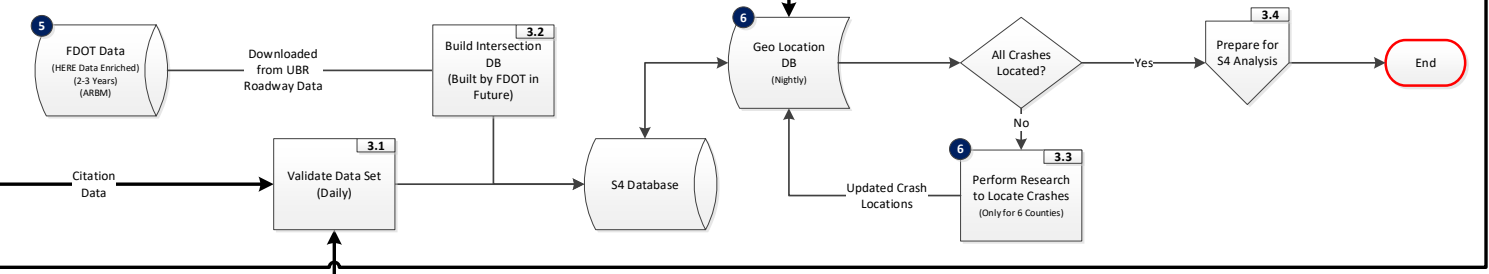 5
FDOT Data
(HERE Data Enriched)
(2-3 Years)
(ARBM)
Downloaded
from UBR
Roadway Data
3.2
Build Intersection
DB
(Built by FDOT in
Future)
6
Geo Location
DB
(Nightly)
All Crashes
Located?
Yes
3.4
Prepare for
S4 Analysis
End
No
Citation
Data
3.1
Validate Data Set
(Daily)
S4 Database
Updated Crash
Locations
6
3.3
Perform Research
to Locate Crashes
(Only for 6 Counties)